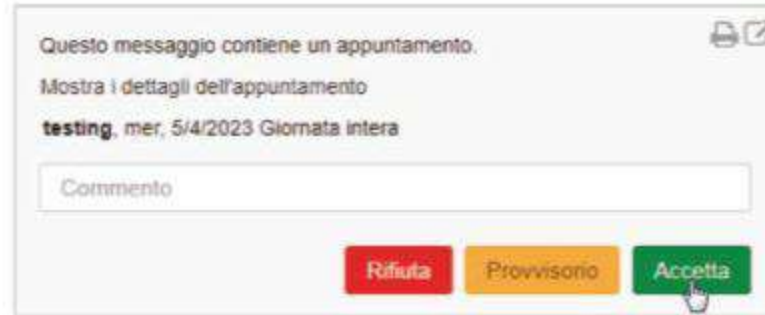 Questo messaggio contiene un appuntamento.
Mostra i dettagli dell'appuntamento
testing, mer, 5/4/2023 Giornata intera
Commento
Rifiuta Provvisorio Accetta